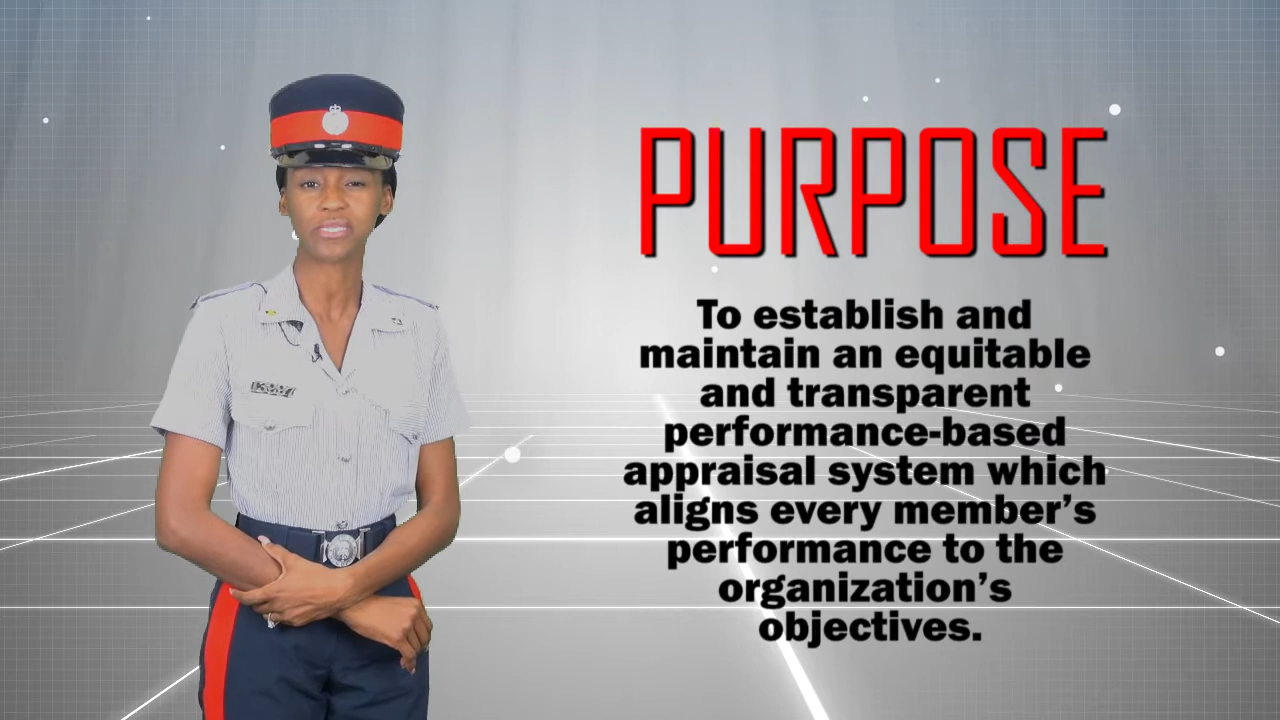 PURPOSE
To establish and
maintain an equitable
and transparent
performance-based
appraisal system which
aligns every member’s
performance to the
organization’s
objectives.